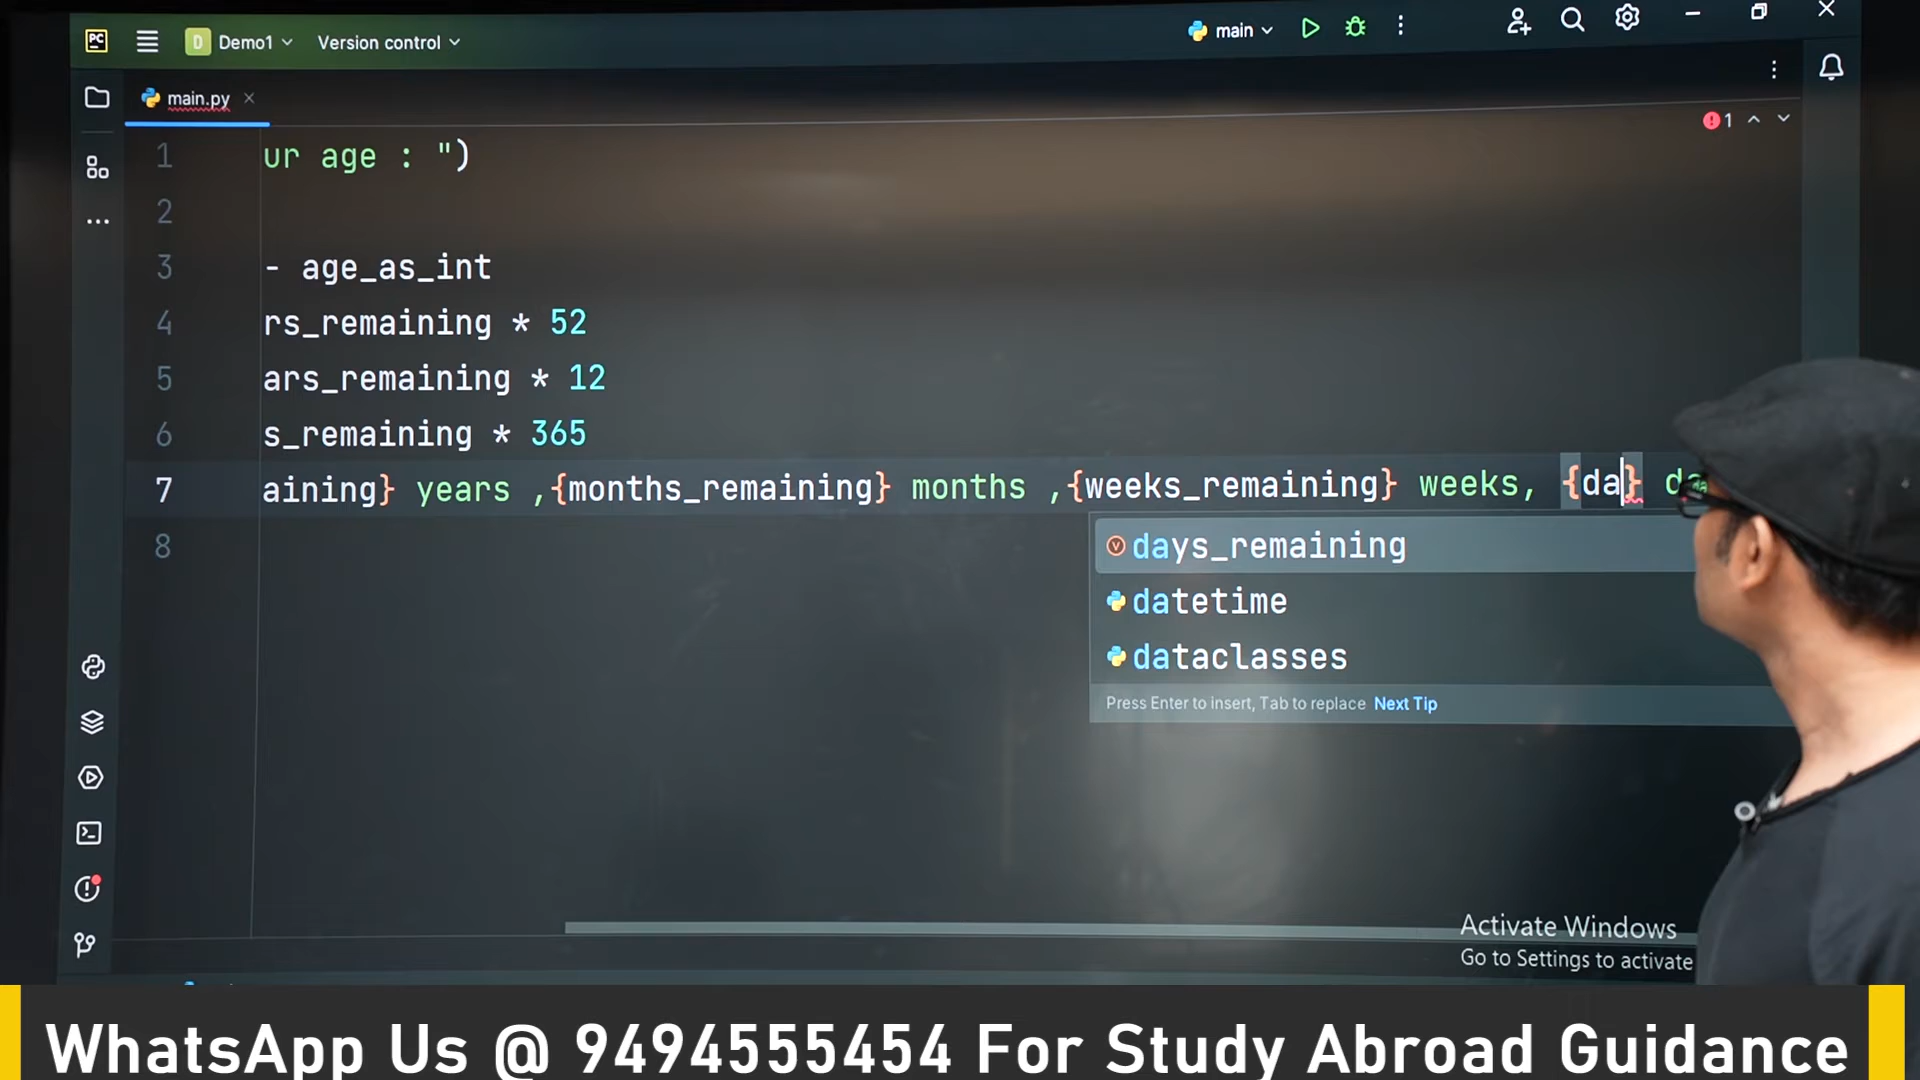 PC D Demo1 Version control main
main.py
1
1 ur age : ")
2
3 - age_as_int
4 rs_remaining * 52
5 ars_remaining * 12
6 s_remaining * 365
7 aining} years ,{months_remaining} months ,{weeks_remaining} weeks, {da}
8
days_remaining
datetime
dataclasses
Press Enter to insert, Tab to replace Next Tip
Activate Windows
Go to Settings to activate
WhatsApp Us @ 9494555454 For Study Abroad Guidance